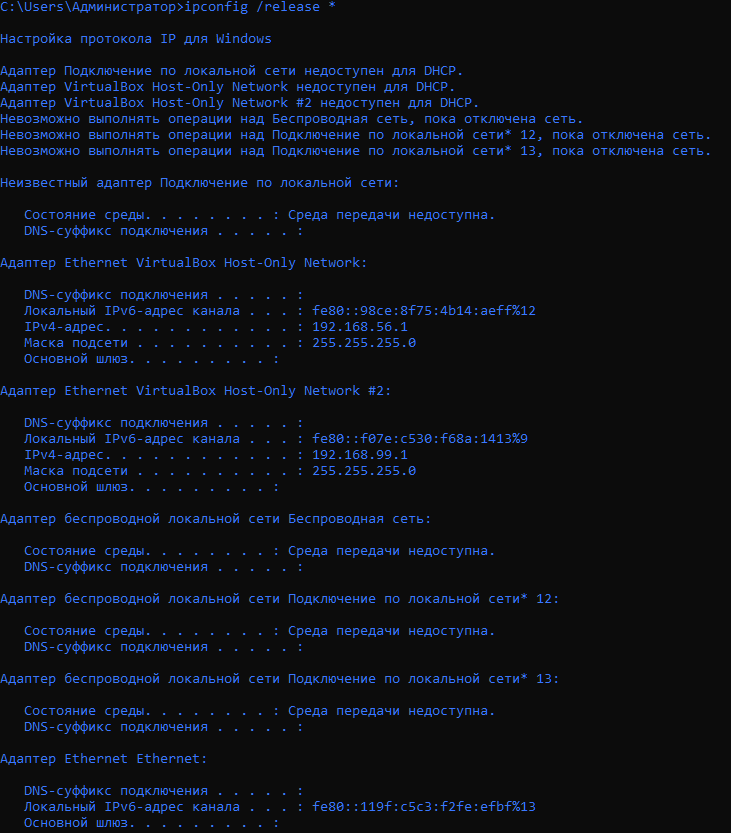 C:\Users\Администратор>ipconfig /release *
Настройка протокола IP для Windows
Адаптер Подключение по локальной сети недоступен для DHCP.
Адаптер VirtualBox Host-Only Network недоступен для DHCP.
Адаптер VirtualBox Host-Only Network #2 недоступен для DHCP.
Невозможно выполнять операции над Беспроводная сеть, пока отключена сеть.
Невозможно выполнять операции над Подключение по локальной сети* 12, пока отключена сеть.
Невозможно выполнять операции над Подключение по локальной сети* 13, пока отключена сеть.
Неизвестный адаптер Подключение по локальной сети:
Состояние среды. . . . . . . . : Среда передачи недоступна.
DNS-суффикс подключения . . . . . :
Адаптер Ethernet VirtualBox Host-Only Network:
DNS-суффикс подключения . . . . . :
Локальный IPv6-адрес канала . . . : fe80::98ce:8f75:4b14:aeff%12
IPv4-адрес. . . . . . . . . . . . : 192.168.56.1
Маска подсети . . . . . . . . . . : 255.255.255.0
Основной шлюз. . . . . . . . . :
Адаптер Ethernet VirtualBox Host-Only Network #2:
DNS-суффикс подключения . . . . . :
Локальный IPv6-адрес канала . . . : fe80::f07e:c530:f68a:1413%9
IPv4-адрес. . . . . . . . . . . . : 192.168.99.1
Маска подсети . . . . . . . . . . : 255.255.255.0
Основной шлюз. . . . . . . . . :
Адаптер беспроводной локальной сети Беспроводная сеть:
Состояние среды. . . . . . . . : Среда передачи недоступна.
DNS-суффикс подключения . . . . . :
Адаптер беспроводной локальной сети Подключение по локальной сети* 12:
Состояние среды. . . . . . . . : Среда передачи недоступна.
DNS-суффикс подключения . . . . . :
Адаптер беспроводной локальной сети Подключение по локальной сети* 13:
Состояние среды. . . . . . . . : Среда передачи недоступна.
DNS-суффикс подключения . . . . . :
Адаптер Ethernet Ethernet:
DNS-суффикс подключения . . . . . :
Локальный IPv6-адрес канала . . . : fe80::119f:c5c3:f2fe:efbf%13
Основной шлюз. . . . . . . . . :